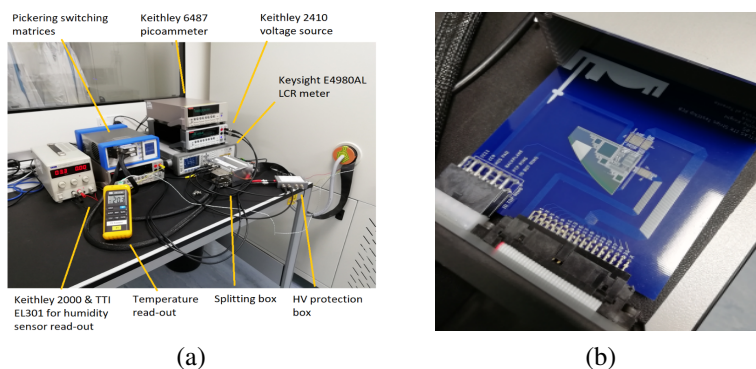 Pickering switching
matrices
Keithley 6487
picoammeter
Keithley 2410
voltage source
Keysight E4980AL
LCR meter
Keithley 2000 & TTI
EL301 for humidity
sensor read-out
Temperature
read-out
Splitting box
HV protection
box
(a)
(b)